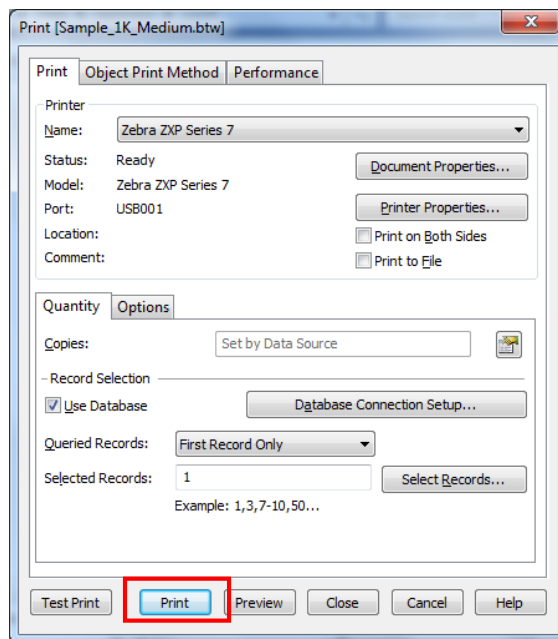 Print [Sample_1K_Medium.btw]
Print Object Print Method Performance
Printer
Name: Zebra ZXP Series 7
Status: Ready Document Properties...
Model: Zebra ZXP Series 7
Port: USB001 Printer Properties...
Location: Print on Both Sides
Comment: Print to File
Quantity Options
Copies: Set by Data Source
Record Selection
Use Database Database Connection Setup...
Queried Records: First Record Only
Selected Records: 1 Select Records...
Example: 1,3,7-10,50...
Test Print Print Preview Close Cancel Help